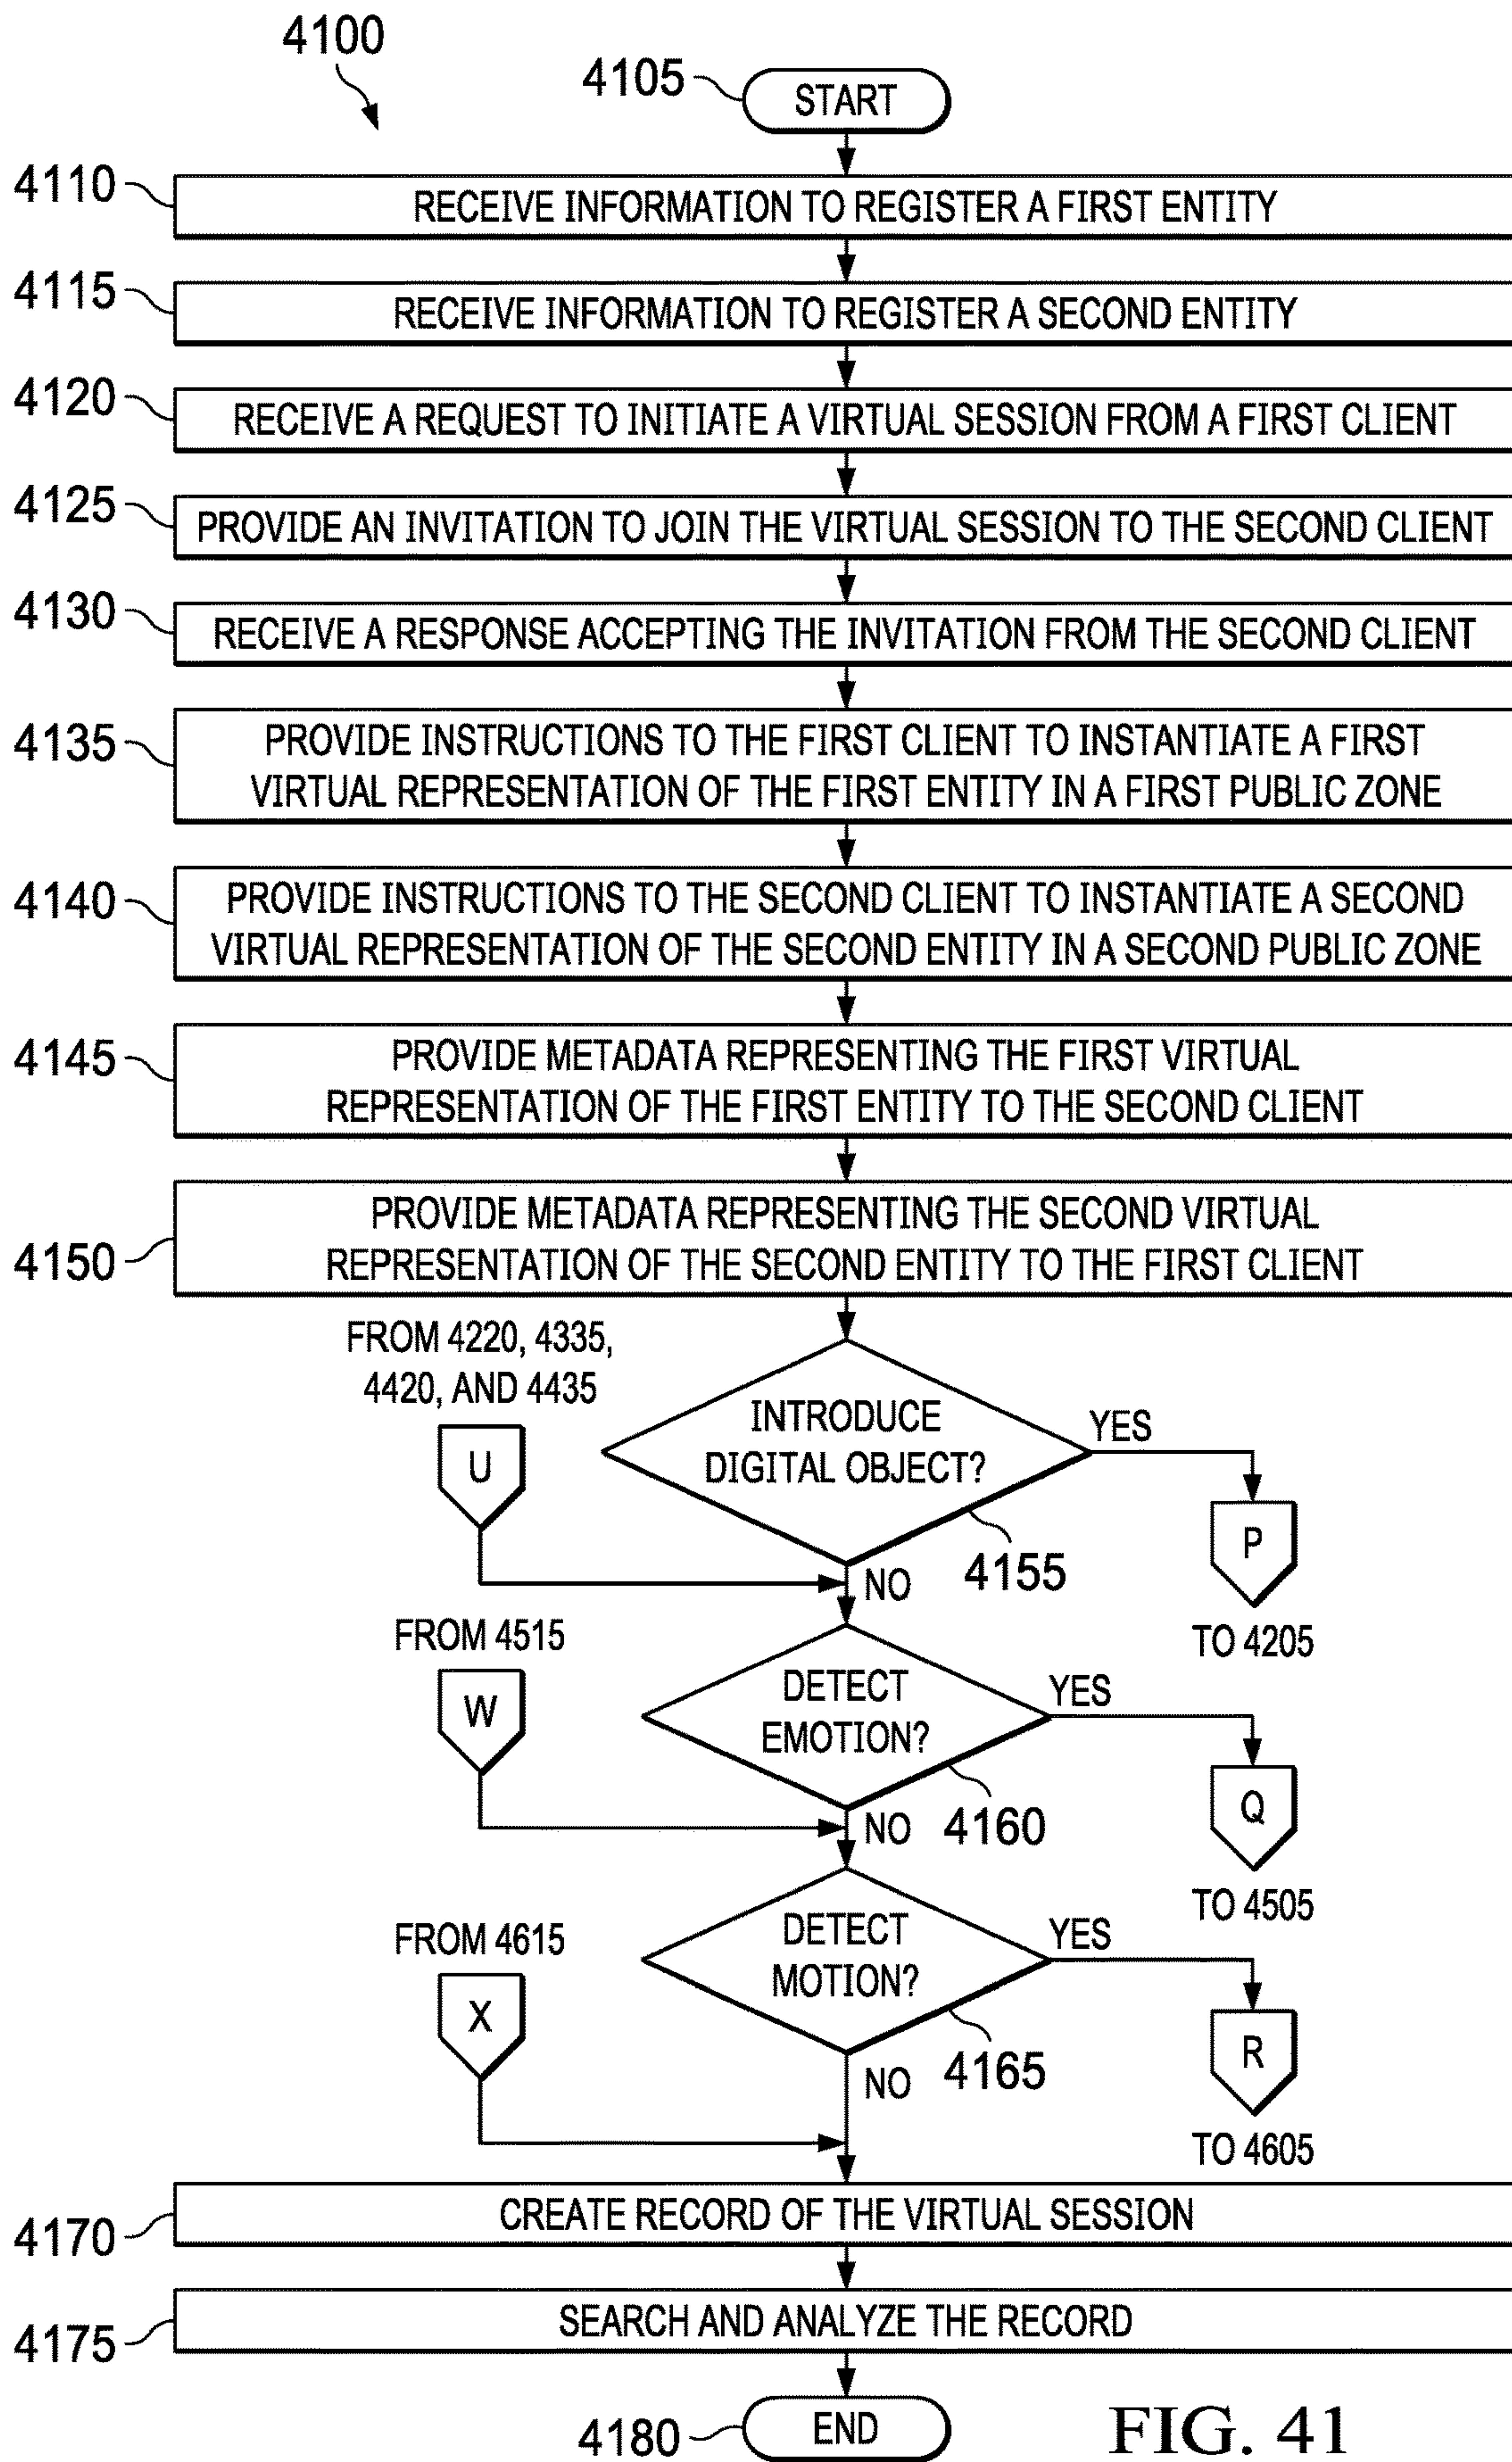 4100
4105
START
4110
RECEIVE INFORMATION TO REGISTER A FIRST ENTITY
4115
RECEIVE INFORMATION TO REGISTER A SECOND ENTITY
4120
RECEIVE A REQUEST TO INITIATE A VIRTUAL SESSION FROM A FIRST CLIENT
4125
PROVIDE AN INVITATION TO JOIN THE VIRTUAL SESSION TO THE SECOND CLIENT
4130
RECEIVE A RESPONSE ACCEPTING THE INVITATION FROM THE SECOND CLIENT
4135
PROVIDE INSTRUCTIONS TO THE FIRST CLIENT TO INSTANTIATE A FIRST
VIRTUAL REPRESENTATION OF THE FIRST ENTITY IN A FIRST PUBLIC ZONE
4140
PROVIDE INSTRUCTIONS TO THE SECOND CLIENT TO INSTANTIATE A SECOND
VIRTUAL REPRESENTATION OF THE SECOND ENTITY IN A SECOND PUBLIC ZONE
4145
PROVIDE METADATA REPRESENTING THE FIRST VIRTUAL
REPRESENTATION OF THE FIRST ENTITY TO THE SECOND CLIENT
4150
PROVIDE METADATA REPRESENTING THE SECOND VIRTUAL
REPRESENTATION OF THE SECOND ENTITY TO THE FIRST CLIENT
FROM 4220, 4335,
4420, AND 4435
U
INTRODUCE
DIGITAL OBJECT?
YES
4155
P
TO 4205
NO
FROM 4515
W
DETECT
EMOTION?
YES
4160
Q
TO 4505
NO
FROM 4615
X
DETECT
MOTION?
YES
4165
R
TO 4605
NO
4170
CREATE RECORD OF THE VIRTUAL SESSION
4175
SEARCH AND ANALYZE THE RECORD
4180
END
FIG. 41